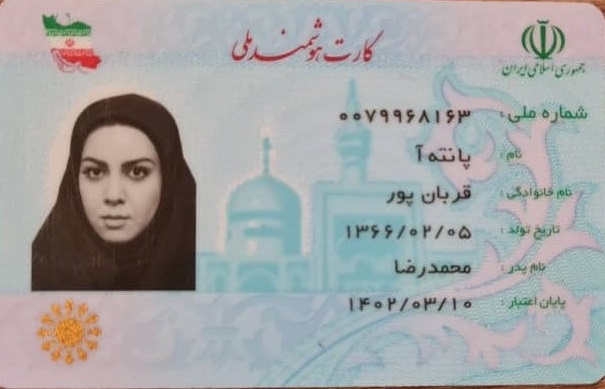 کارت هوشمند ملی
جمهوری اسلامی ایران
شماره ملی: ۰۰۷۹۹۶۸۱۶۳
نام: پانته‌آ
نام خانوادگی: قربان پور
تاریخ تولد: ۱۳۶۶/۰۲/۰۵
نام پدر: محمدرضا
پایان اعتبار: ۱۴۰۲/۰۳/۱۰